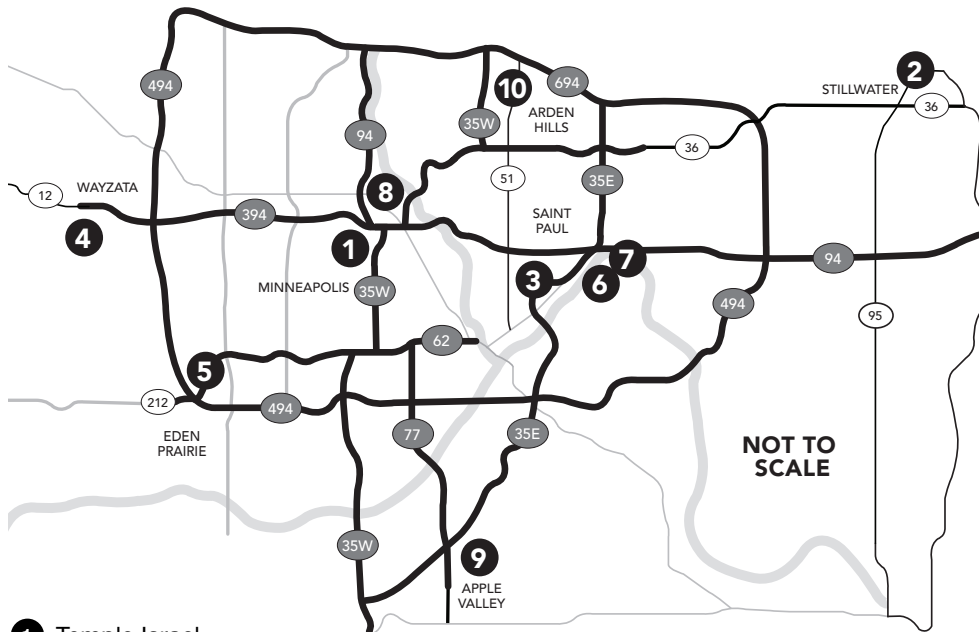 494
694
2
STILLWATER
36
10
ARDEN
HILLS
94
35W
36
12
WAYZATA
8
51
35E
394
SAINT
PAUL
4
1
3
7
6
94
MINNEAPOLIS
35W
494
95
62
5
212
494
EDEN
PRAIRIE
77
35E
NOT TO
SCALE
35W
9
APPLE
VALLEY
1 Temple Israel